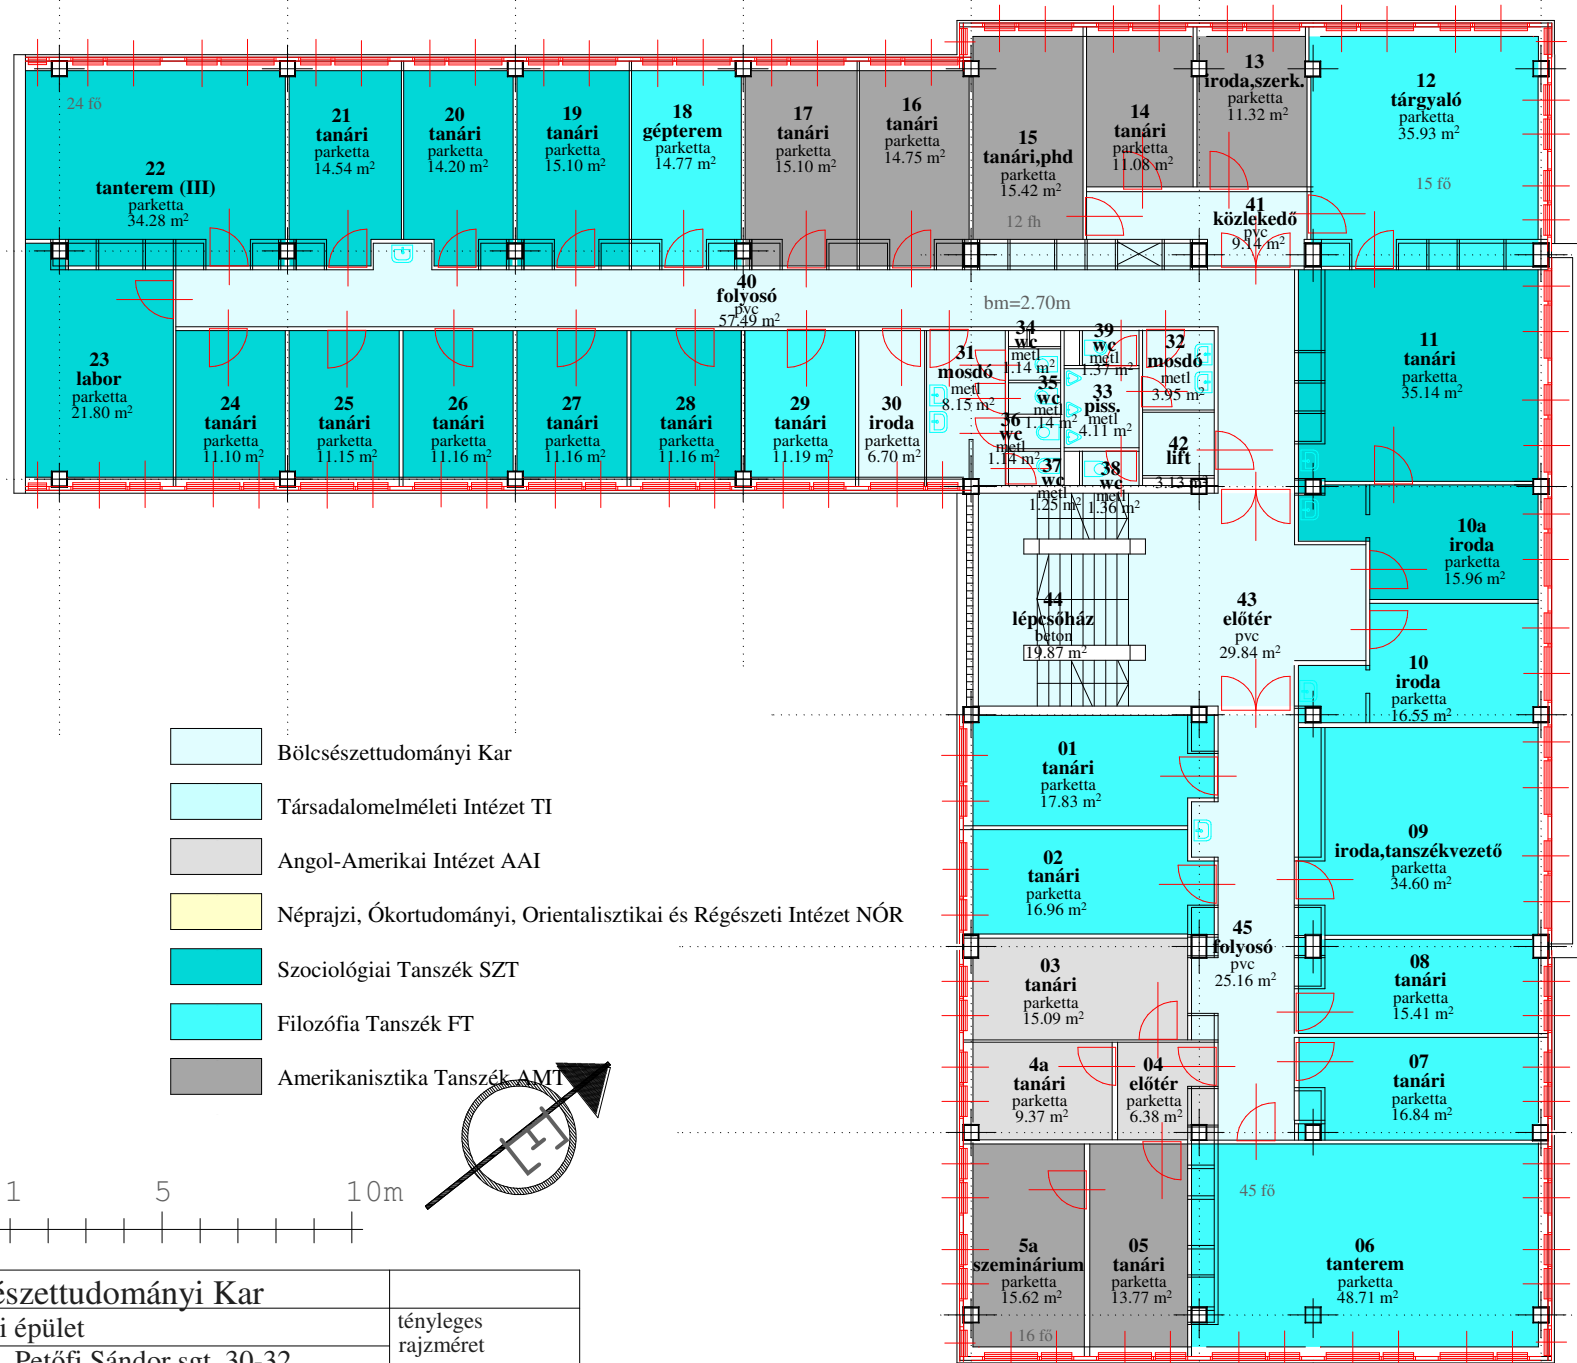 24 fő
22
tanterem (III)
parketta
34.28 m²
21
tanári
parketta
14.54 m²
20
tanári
parketta
14.20 m²
19
tanári
parketta
15.10 m²
18
gépterem
parketta
14.77 m²
17
tanári
parketta
15.10 m²
16
tanári
parketta
14.75 m²
15
tanári,phd
parketta
15.42 m²
12 fh
14
tanári
parketta
11.08 m²
13
iroda,szerk.
parketta
11.32 m²
12
tárgyaló
parketta
35.93 m²
15 fő
41
közlekedő
pvc
9.14 m²
40
folyosó
pvc
57.49 m²
bm=2.70m
23
labor
parketta
21.80 m²
24
tanári
parketta
11.10 m²
25
tanári
parketta
11.15 m²
26
tanári
parketta
11.16 m²
27
tanári
parketta
11.16 m²
28
tanári
parketta
11.16 m²
29
tanári
parketta
11.19 m²
30
iroda
parketta
6.70 m²
31
mosdó
metl
8.15 m²
34
wc
metl
1.14 m²
35
wc
metl
1.14 m²
36
wc
metl
1.14 m²
37
wc
metl
1.25 m²
39
wc
metl
1.37 m²
33
piss.
metl
4.11 m²
38
wc
metl
1.36 m²
32
mosdó
metl
3.95 m²
42
lift
3.13 m²
11
tanári
parketta
35.14 m²
10a
iroda
parketta
15.96 m²
44
lépcsőház
beton
19.87 m²
43
előtér
pvc
29.84 m²
10
iroda
parketta
16.55 m²
01
tanári
parketta
17.83 m²
02
tanári
parketta
16.96 m²
09
iroda,tanszékvezető
parketta
34.60 m²
45
folyosó
pvc
25.16 m²
03
tanári
parketta
15.09 m²
08
tanári
parketta
15.41 m²
4a
tanári
parketta
9.37 m²
04
előtér
parketta
6.38 m²
07
tanári
parketta
16.84 m²
5a
szeminárium
parketta
15.62 m²
16 fő
05
tanári
parketta
13.77 m²
45 fő
06
tanterem
parketta
48.71 m²
Bölcsészettudományi Kar
Társadalomelméleti Intézet TI
Angol-Amerikai Intézet AAI
Néprajzi, Ókortudományi, Orientalisztikai és Régészeti Intézet NÓR
Szociológiai Tanszék SZT
Filozófia Tanszék FT
Amerikanisztika Tanszék AMT
1 5 10m
észettudományi Kar
i épület
Petőfi Sándor sgt. 30-32
tényleges
rajzméret